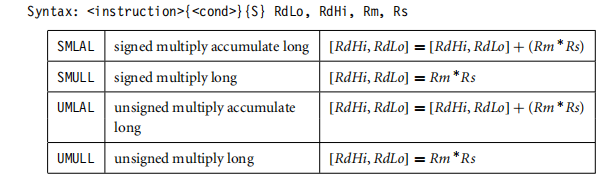 Syntax: <instruction>{<cond>}{S} RdLo, RdHi, Rm, Rs
SMLAL signed multiply accumulate long [RdHi, RdLo] = [RdHi, RdLo] + (Rm * Rs)
SMULL signed multiply long [RdHi, RdLo] = Rm * Rs
UMLAL unsigned multiply accumulate [RdHi, RdLo] = [RdHi, RdLo] + (Rm * Rs)
long
UMULL unsigned multiply long [RdHi, RdLo] = Rm * Rs